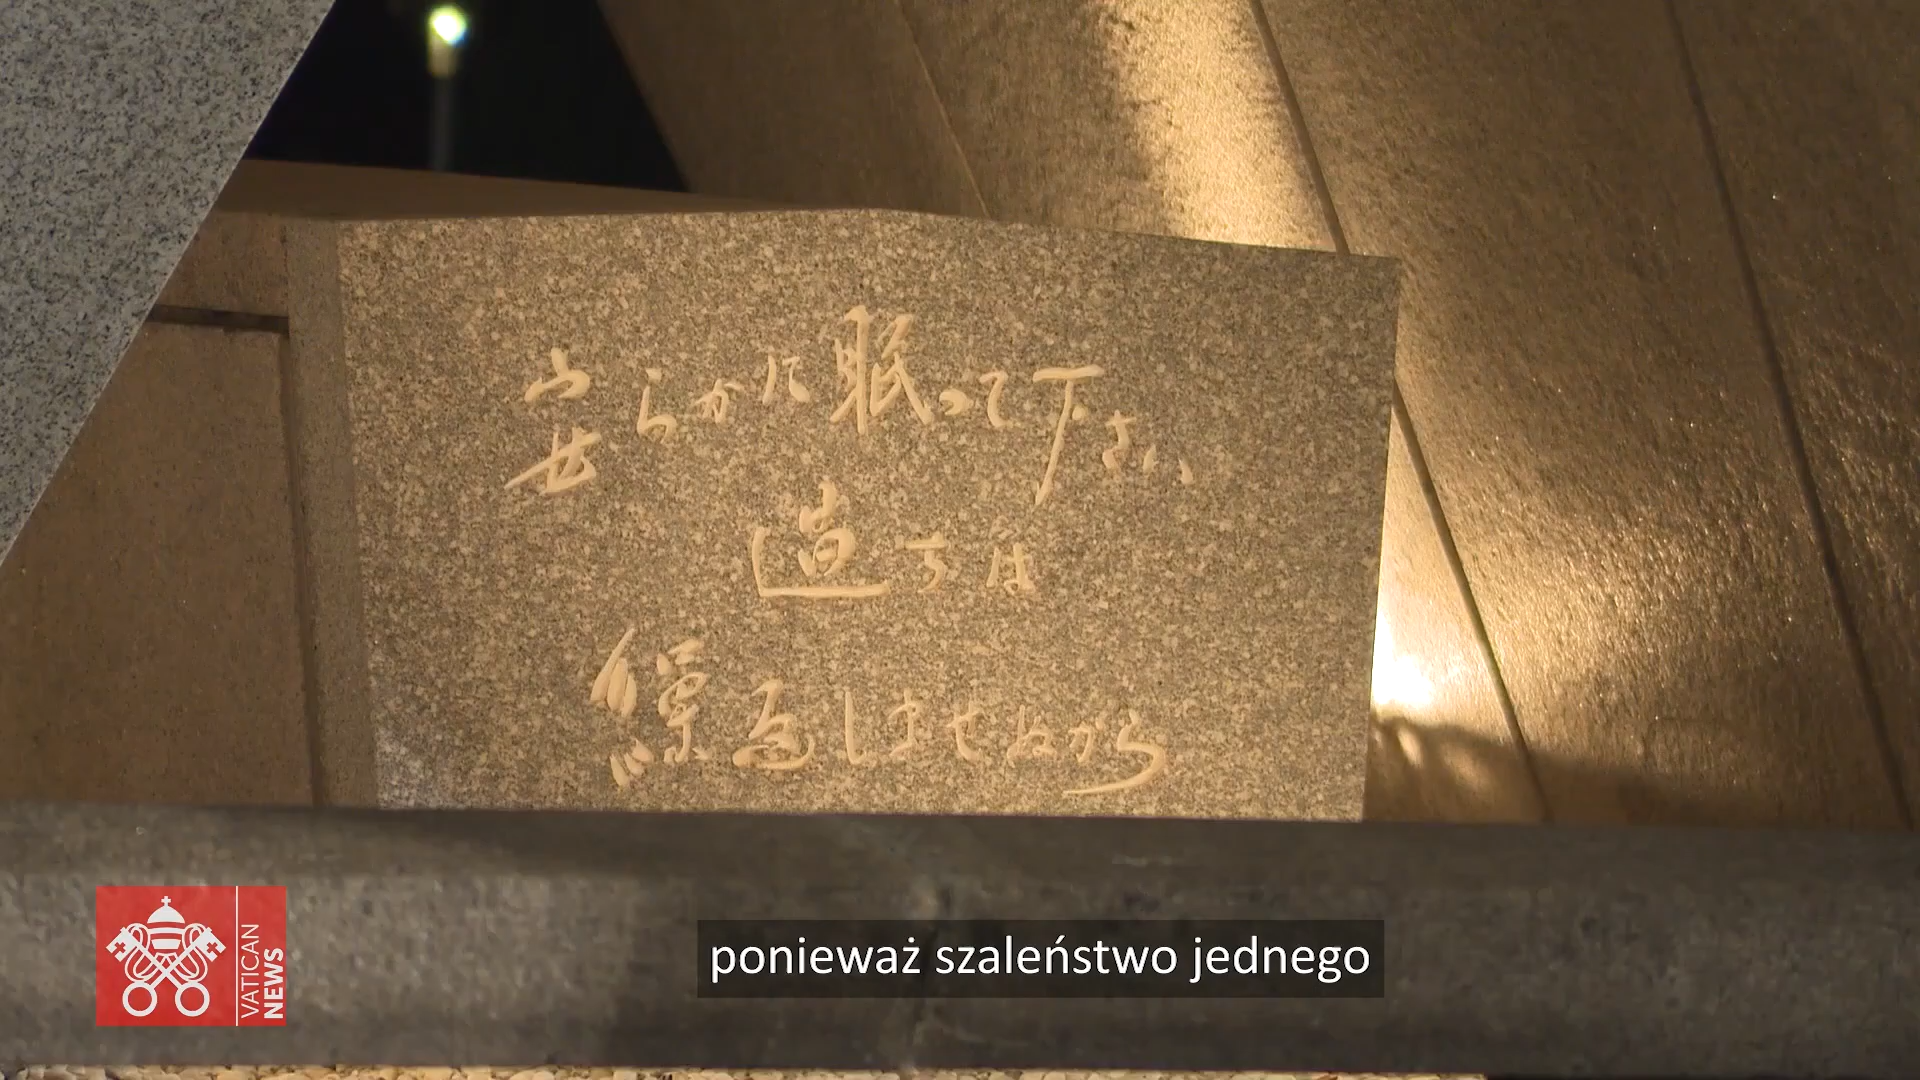 安らかに眠って下さい
過ちは
繰返しませぬから
VATICAN
NEWS
ponieważ szaleństwo jednego